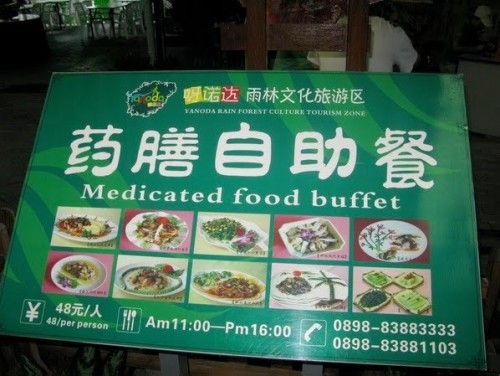 yanoda
呀诺达 雨林文化旅游区
YANODA RAIN FOREST CULTURE TOURISM ZONE
药膳自助餐
Medicated food buffet
¥ 48元/人
48/per person
Am11:00—Pm16:00
0898-83883333
0898-83881103